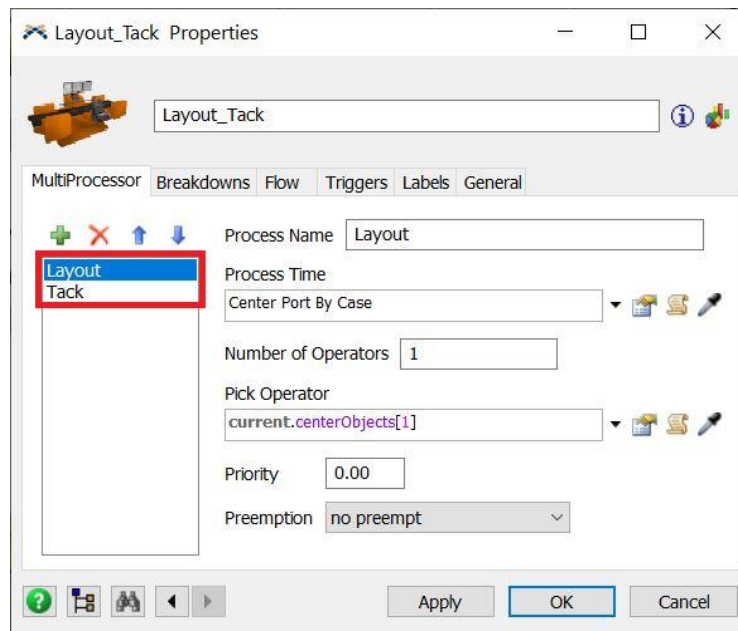 Layout_Tack Properties
Layout_Tack
MultiProcessor Breakdowns Flow Triggers Labels General
Layout
Tack
Process Name Layout
Process Time
Center Port By Case
Number of Operators 1
Pick Operator
current.centerObjects[1]
Priority 0.00
Preemption no preempt
Apply OK Cancel